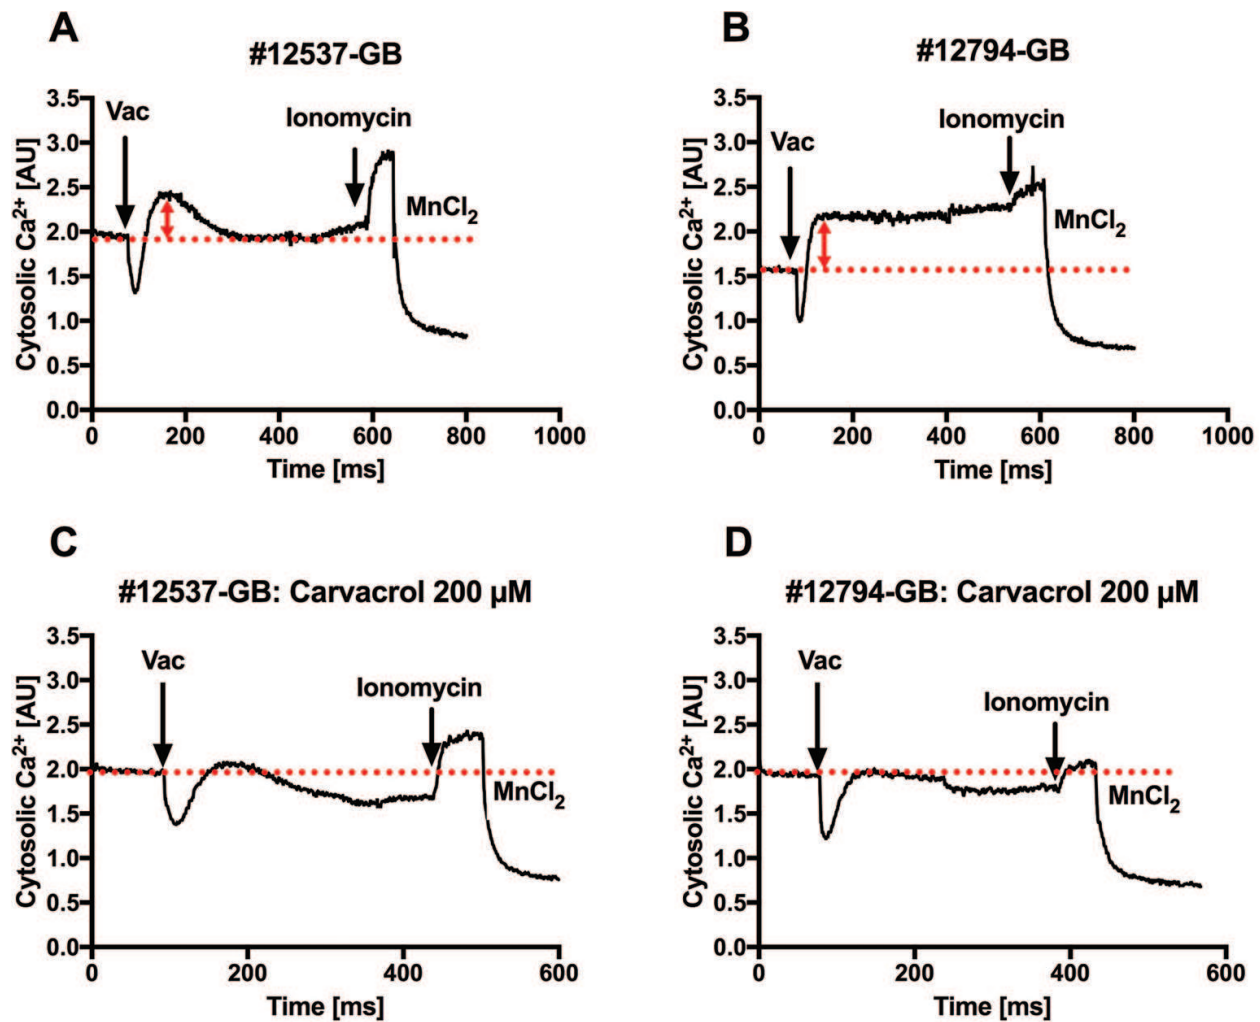 A
#12537-GB
Cytosolic Ca2+ [AU]
3.5
3.0
2.5
2.0
1.5
1.0
0.5
0.0
Vac
Ionomycin
MnCl2
0 200 400 600 800 1000
Time [ms]
B
#12794-GB
Cytosolic Ca2+ [AU]
3.5
3.0
2.5
2.0
1.5
1.0
0.5
0.0
Vac
Ionomycin
MnCl2
0 200 400 600 800 1000
Time [ms]
C
#12537-GB: Carvacrol 200 µM
Cytosolic Ca2+ [AU]
3.5
3.0
2.5
2.0
1.5
1.0
0.5
0.0
Vac
Ionomycin
MnCl2
0 200 400 600
Time [ms]
D
#12794-GB: Carvacrol 200 µM
Cytosolic Ca2+ [AU]
3.5
3.0
2.5
2.0
1.5
1.0
0.5
0.0
Vac
Ionomycin
MnCl2
0 200 400 600
Time [ms]